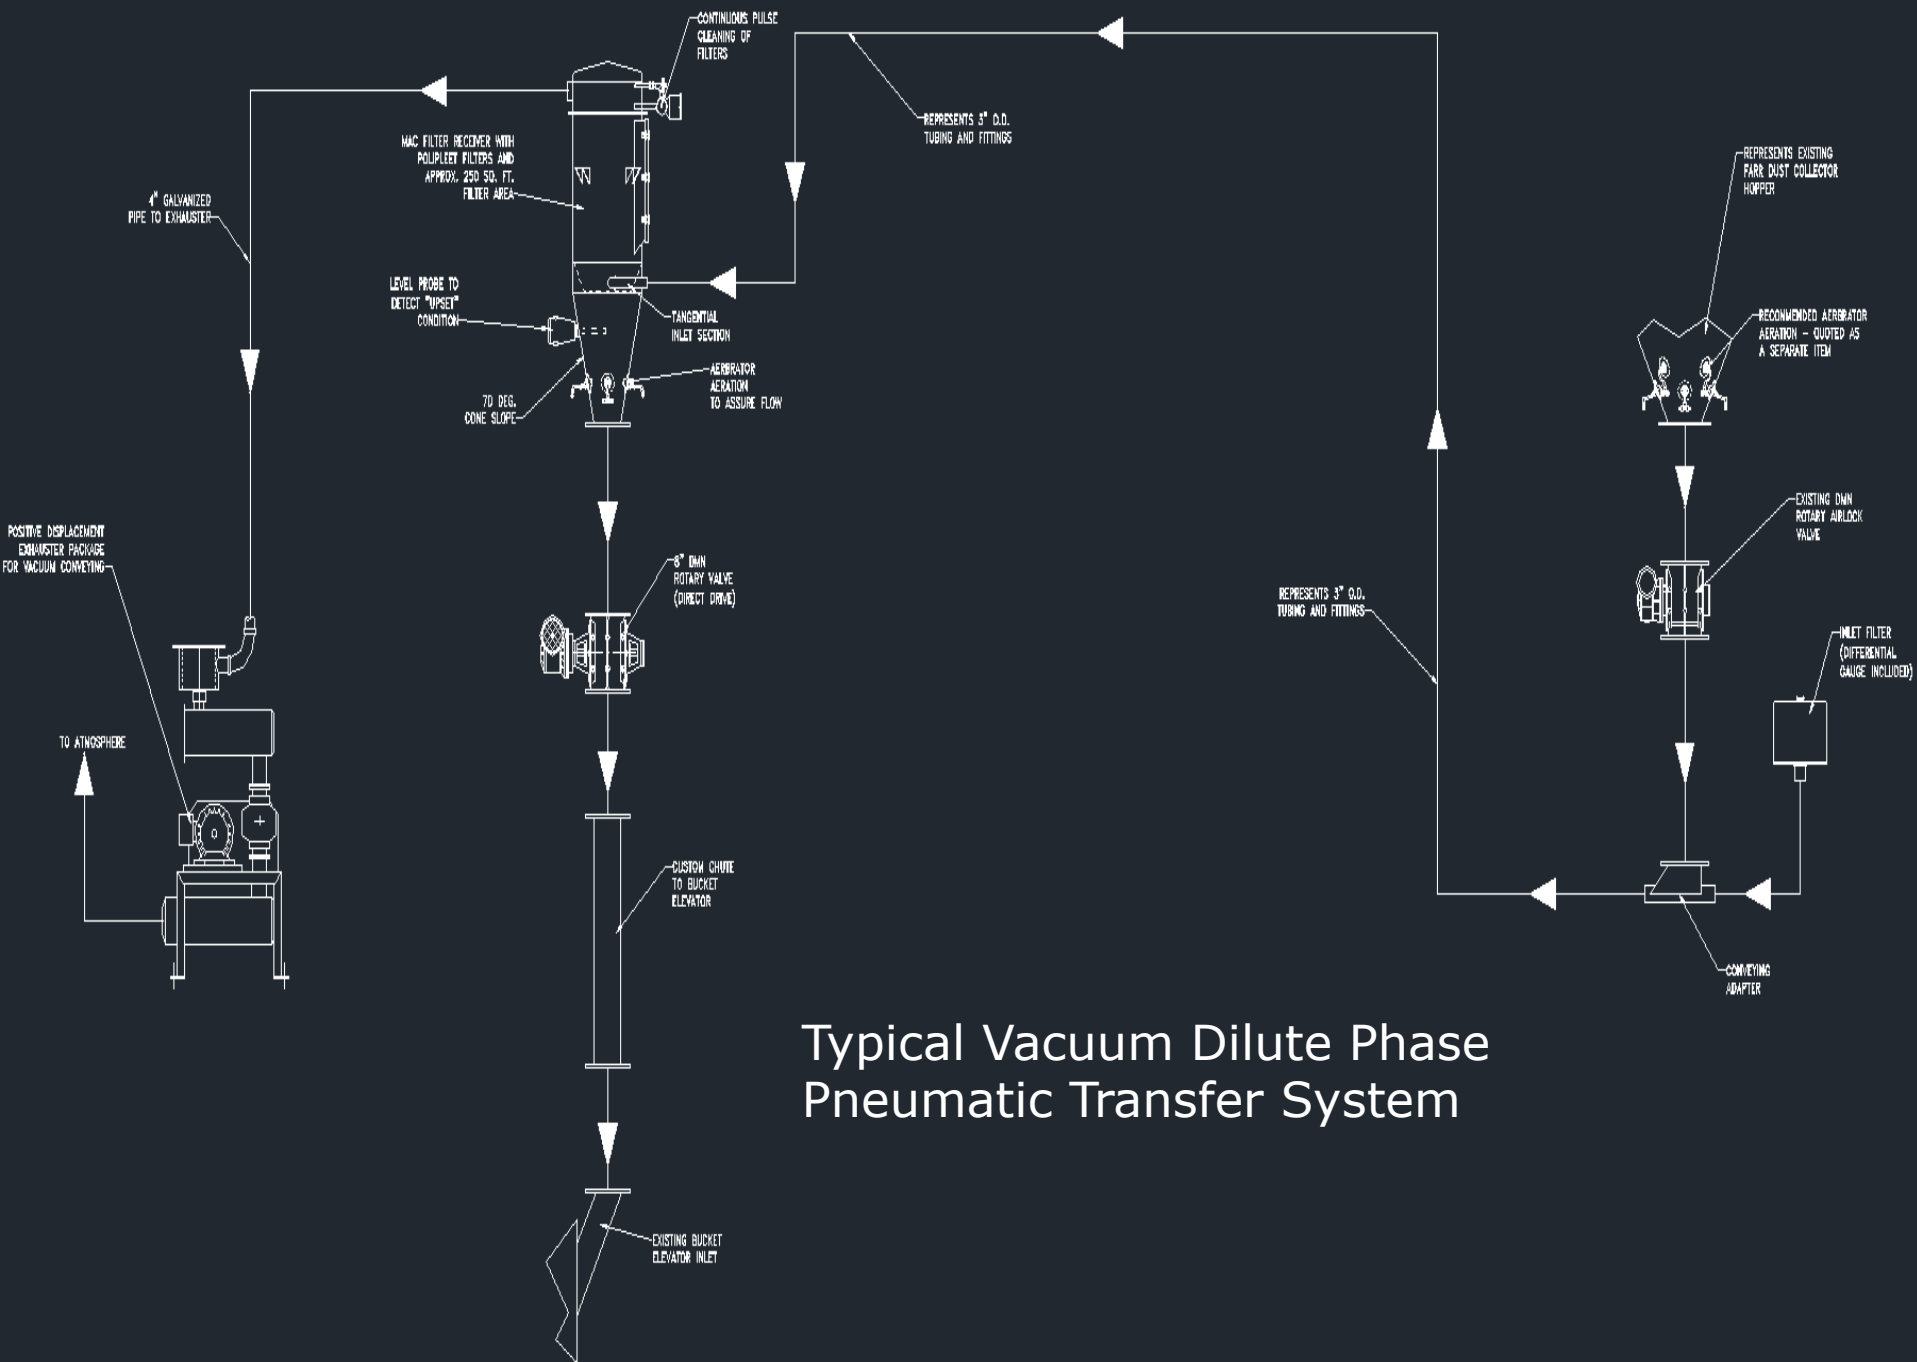 CONTINUOUS PULSE
CLEANING OF
FILTERS
MAC FILTER RECEIVER WITH
POLIPLEET FILTERS AND
APPROX. 250 SQ. FT.
FILTER AREA
REPRESENTS 3" O.D.
TUBING AND FITTINGS
REPRESENTS EXISTING
FARR DUST COLLECTOR
HOPPER
4" GALVANIZED
PIPE TO EXHAUSTER
LEVEL PROBE TO
DETECT "UPSET"
CONDITION
TANGENTIAL
INLET SECTION
RECOMMENDED AERBRATOR
AERATION - QUOTED AS
A SEPARATE ITEM
AERBRATOR
AERATION
TO ASSURE FLOW
70 DEG.
CONE SLOPE
EXISTING DMN
ROTARY AIRLOCK
VALVE
POSITIVE DISPLACEMENT
EXHAUSTER PACKAGE
FOR VACUUM CONVEYING
8" DMN
ROTARY VALVE
(DIRECT DRIVE)
REPRESENTS 3" O.D.
TUBING AND FITTINGS
INLET FILTER
(DIFFERENTIAL
GAUGE INCLUDED)
TO ATMOSPHERE
CUSTOM CHUTE
TO BUCKET
ELEVATOR
CONVEYING
ADAPTER
Typical Vacuum Dilute Phase
Pneumatic Transfer System
EXISTING BUCKET
ELEVATOR INLET